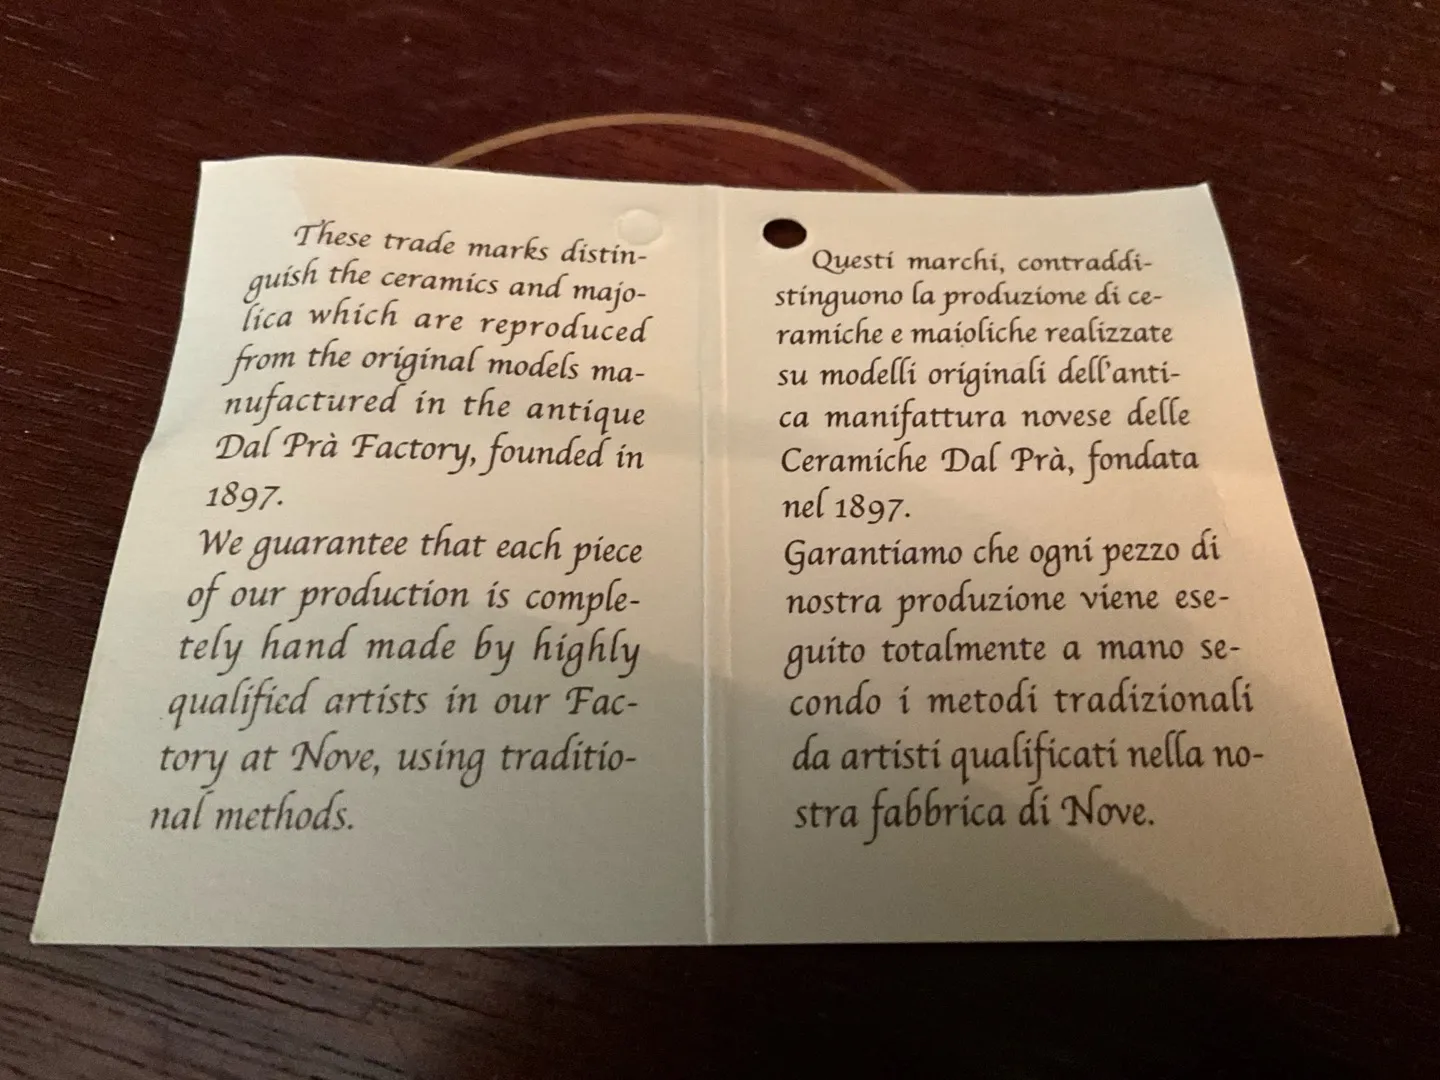 These trade marks distin-
guish the ceramics and majo-
lica which are reproduced
from the original models ma-
nufactured in the antique
Dal Prà Factory, founded in
1897.
We guarantee that each piece
of our production is comple-
tely hand made by highly
qualified artists in our Fac-
tory at Nove, using traditio-
nal methods.
Questi marchi, contraddi-
stinguono la produzione di ce-
ramiche e maioliche realizzate
su modelli originali dell'anti-
ca manifattura novese delle
Ceramiche Dal Prà, fondata
nel 1897.
Garantiamo che ogni pezzo di
nostra produzione viene ese-
guito totalmente a mano se-
condo i metodi tradizionali
da artisti qualificati nella no-
stra fabbrica di Nove.